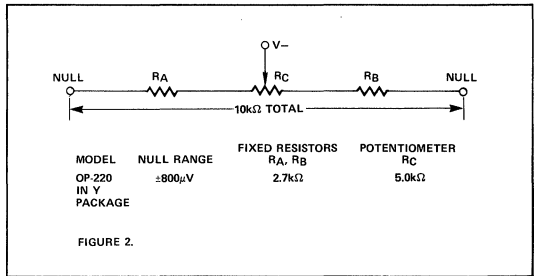 V–
NULL RA RC RB NULL
10kΩ TOTAL
FIXED RESISTORS POTENTIOMETER
MODEL NULL RANGE RA, RB RC
OP-220 ±800μV 2.7kΩ 5.0kΩ
IN Y
PACKAGE
FIGURE 2.